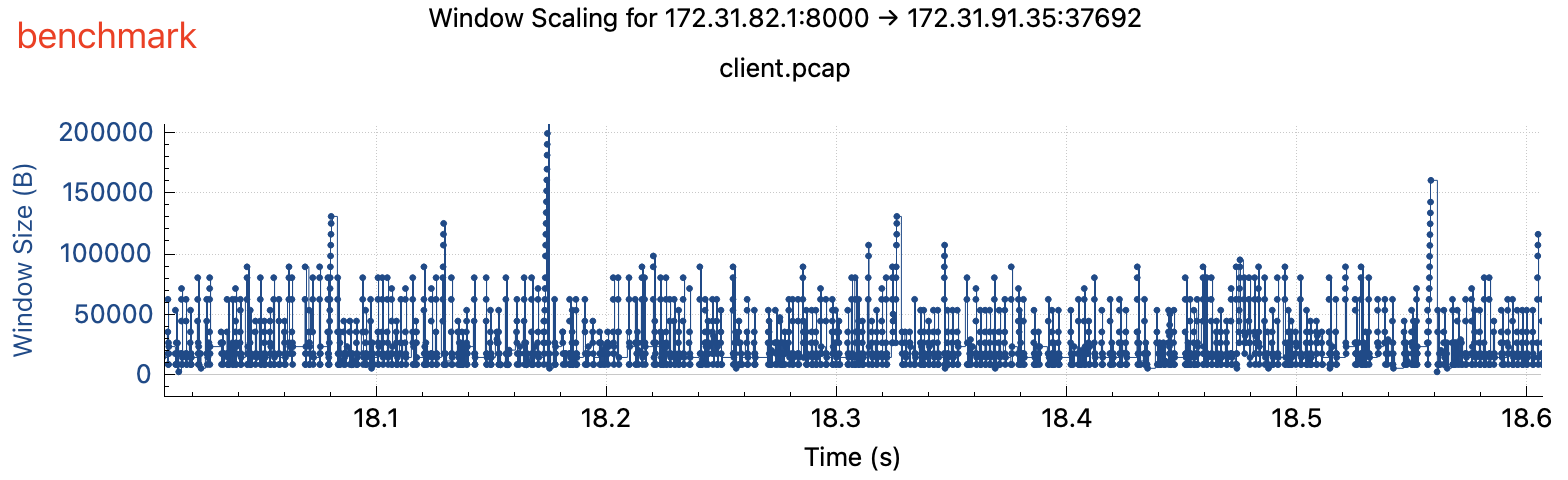 benchmark
Window Scaling for 172.31.82.1:8000 → 172.31.91.35:37692
client.pcap
Window Size (B)
200000
150000
100000
50000
0
18.1 18.2 18.3 18.4 18.5 18.6
Time (s)